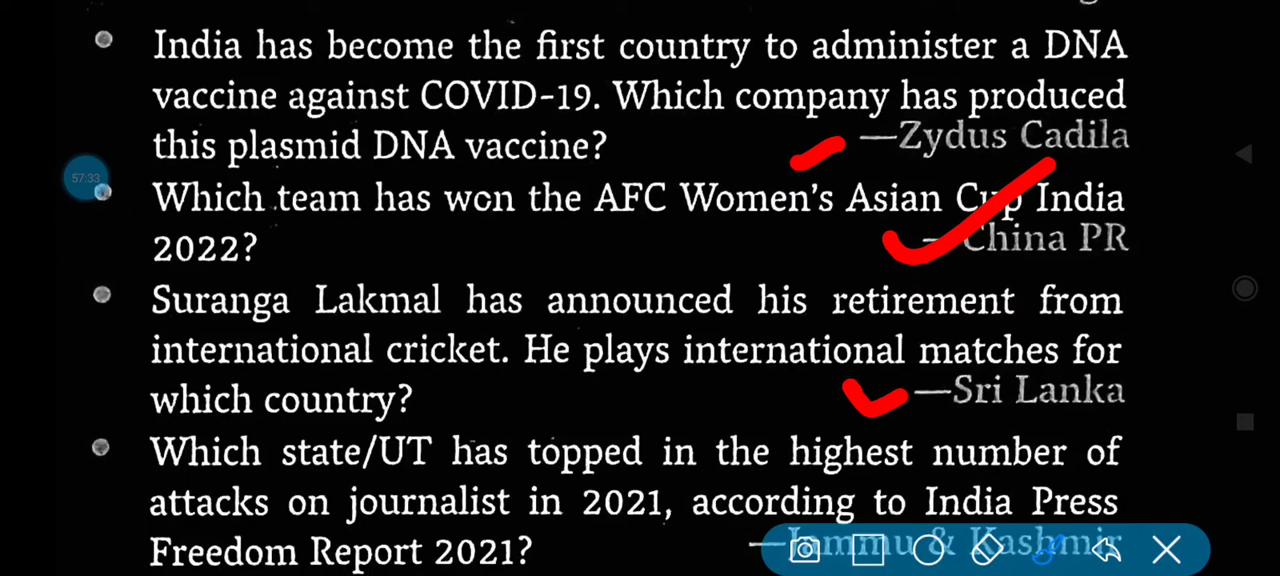 India has become the first country to administer a DNA
vaccine against COVID-19. Which company has produced
this plasmid DNA vaccine?
—Zydus Cadila
57:33
Which team has won the AFC Women's Asian Cup India
2022?
—China PR
Suranga Lakmal has announced his retirement from
international cricket. He plays international matches for
which country?
—Sri Lanka
Which state/UT has topped in the highest number of
attacks on journalist in 2021, according to India Press
Freedom Report 2021?
—Jammu & Kashmir